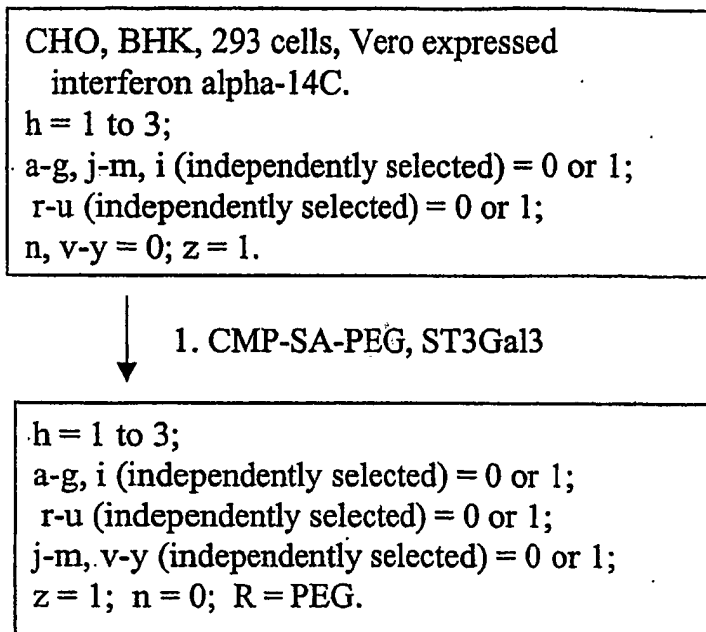 CHO, BHK, 293 cells, Vero expressed
interferon alpha-14C.
h = 1 to 3;
a-g, j-m, i (independently selected) = 0 or 1;
r-u (independently selected) = 0 or 1;
n, v-y = 0; z = 1.
1. CMP-SA-PEG, ST3Gal3
h = 1 to 3;
a-g, i (independently selected) = 0 or 1;
r-u (independently selected) = 0 or 1;
j-m, v-y (independently selected) = 0 or 1;
z = 1; n = 0; R = PEG.